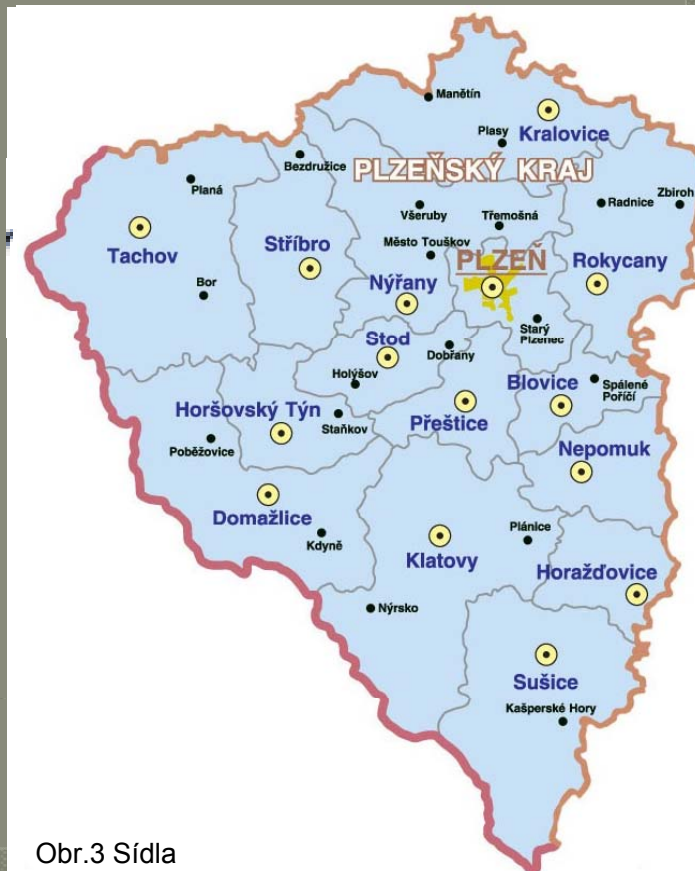 Manětín
Kralovice
Plasy
Bezdružice
PLZEŇSKÝ KRAJ
Planá
Všeruby
Třemošná
Radnice
Zbiroh
Tachov
Stříbro
Město Touškov
PLZEŇ
Rokycany
Nýřany
Bor
Starý
Plzenec
Stod
Dobřany
Holýšov
Blovice
Spálené
Poříčí
Horšovský Týn
Staňkov
Přeštice
Poběžovice
Nepomuk
Domažlice
Kdyně
Klatovy
Plánice
Horažďovice
Nýrsko
Sušice
Kašperské Hory
Obr.3 Sídla